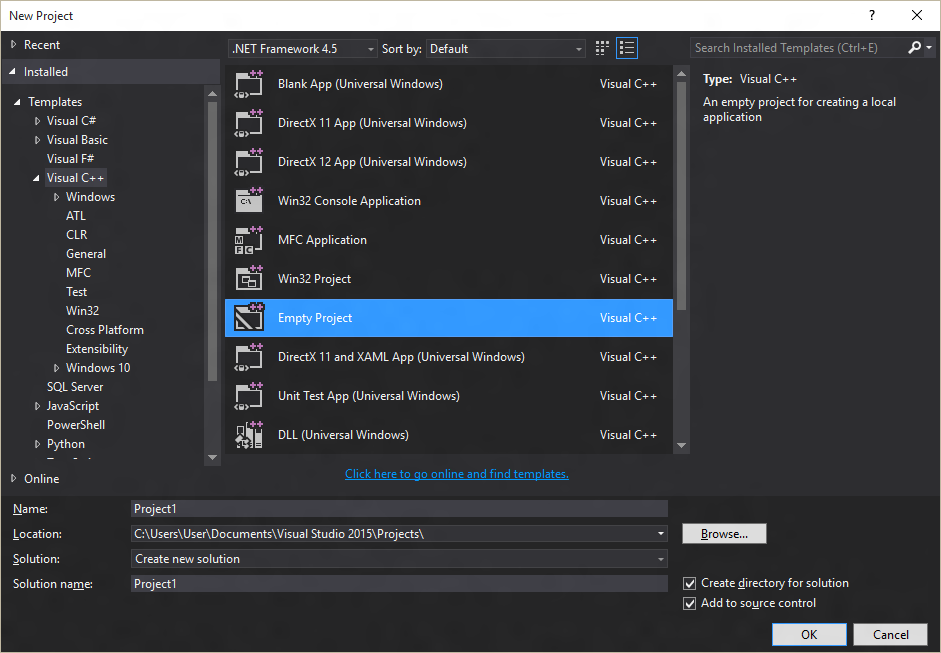 New Project
?
Recent
.NET Framework 4.5
Sort by:
Default
Search Installed Templates (Ctrl+E)
Installed
Templates
Visual C#
Visual Basic
Visual F#
Visual C++
Windows
ATL
CLR
General
MFC
Test
Win32
Cross Platform
Extensibility
Windows 10
SQL Server
JavaScript
PowerShell
Python
Online
Blank App (Universal Windows) Visual C++
DirectX 11 App (Universal Windows) Visual C++
DirectX 12 App (Universal Windows) Visual C++
Win32 Console Application Visual C++
MFC Application Visual C++
Win32 Project Visual C++
Empty Project Visual C++
DirectX 11 and XAML App (Universal Windows) Visual C++
Unit Test App (Universal Windows) Visual C++
DLL (Universal Windows) Visual C++
Click here to go online and find templates.
Type: Visual C++
An empty project for creating a local
application
Name: Project1
Location: C:\Users\User\Documents\Visual Studio 2015\Projects\
Browse...
Solution: Create new solution
Solution name: Project1
Create directory for solution
Add to source control
OK
Cancel